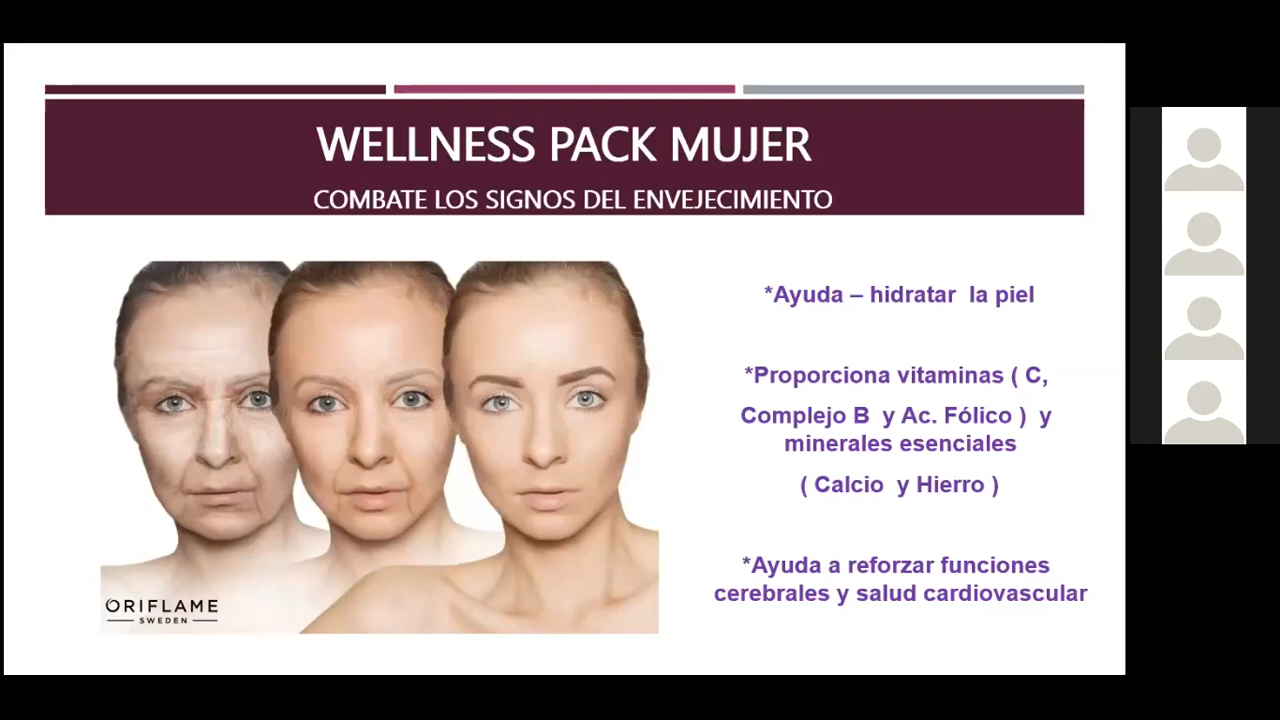 WELLNESS PACK MUJER
COMBATE LOS SIGNOS DEL ENVEJECIMIENTO
*Ayuda – hidratar  la piel
*Proporciona vitaminas ( C,
Complejo B  y Ac. Fólico )  y
minerales esenciales
( Calcio  y Hierro )
*Ayuda a reforzar funciones
cerebrales y salud cardiovascular
ORIFLAME
SWEDEN